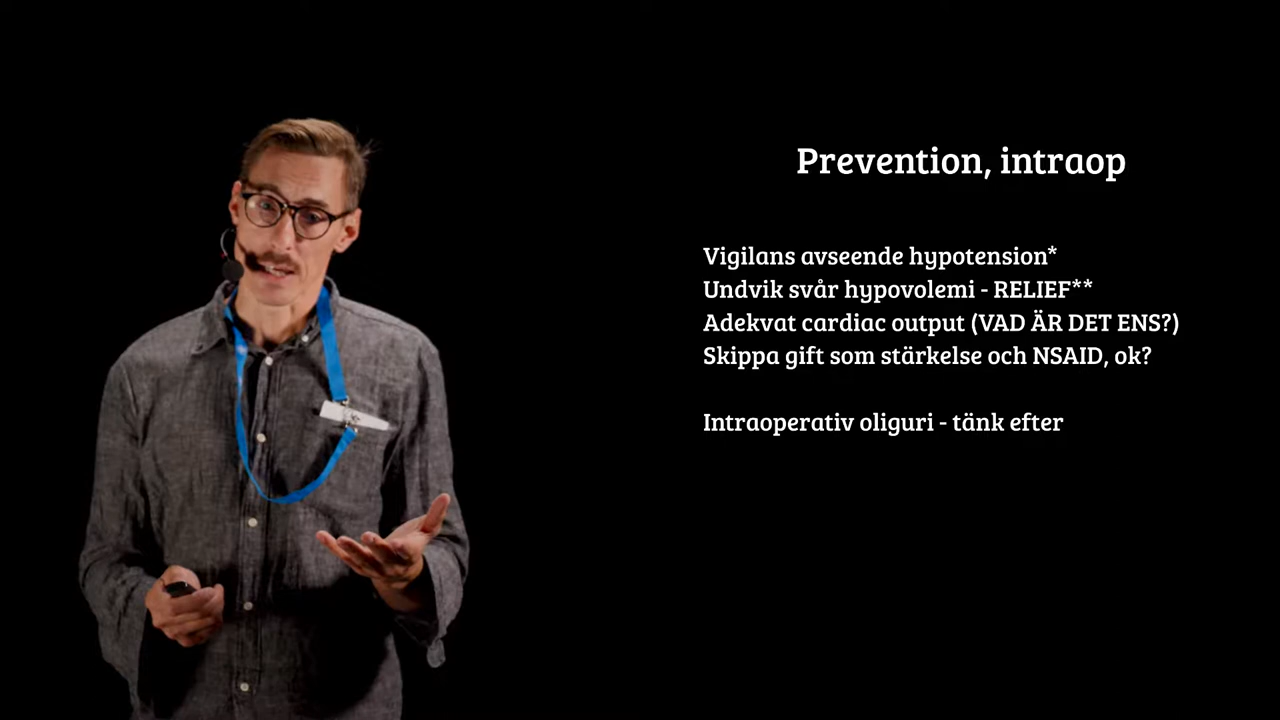 Prevention, intraop
Vigilans avseende hypotension*
Undvik svår hypovolemi - RELIEF**
Adekvat cardiac output (VAD ÄR DET ENS?)
Skippa gift som stärkelse och NSAID, ok?
Intraoperativ oliguri - tänk efter